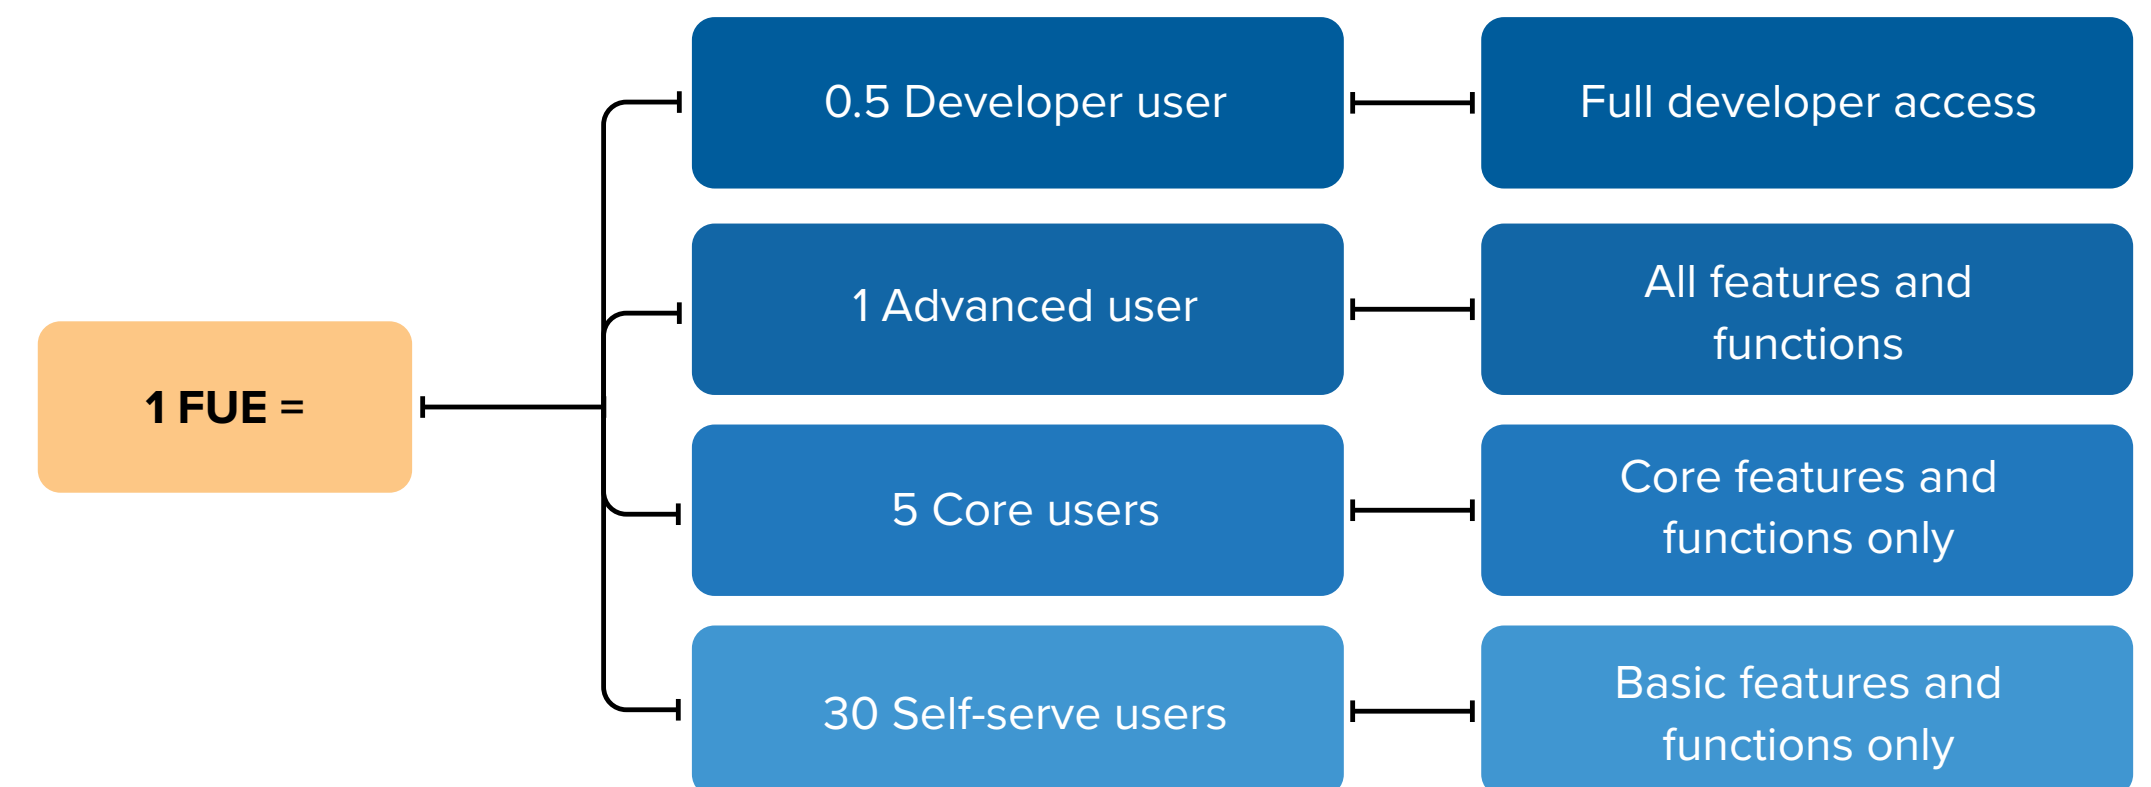 1 FUE =
0.5 Developer user
Full developer access
1 Advanced user
All features and
functions
5 Core users
Core features and
functions only
30 Self-serve users
Basic features and
functions only